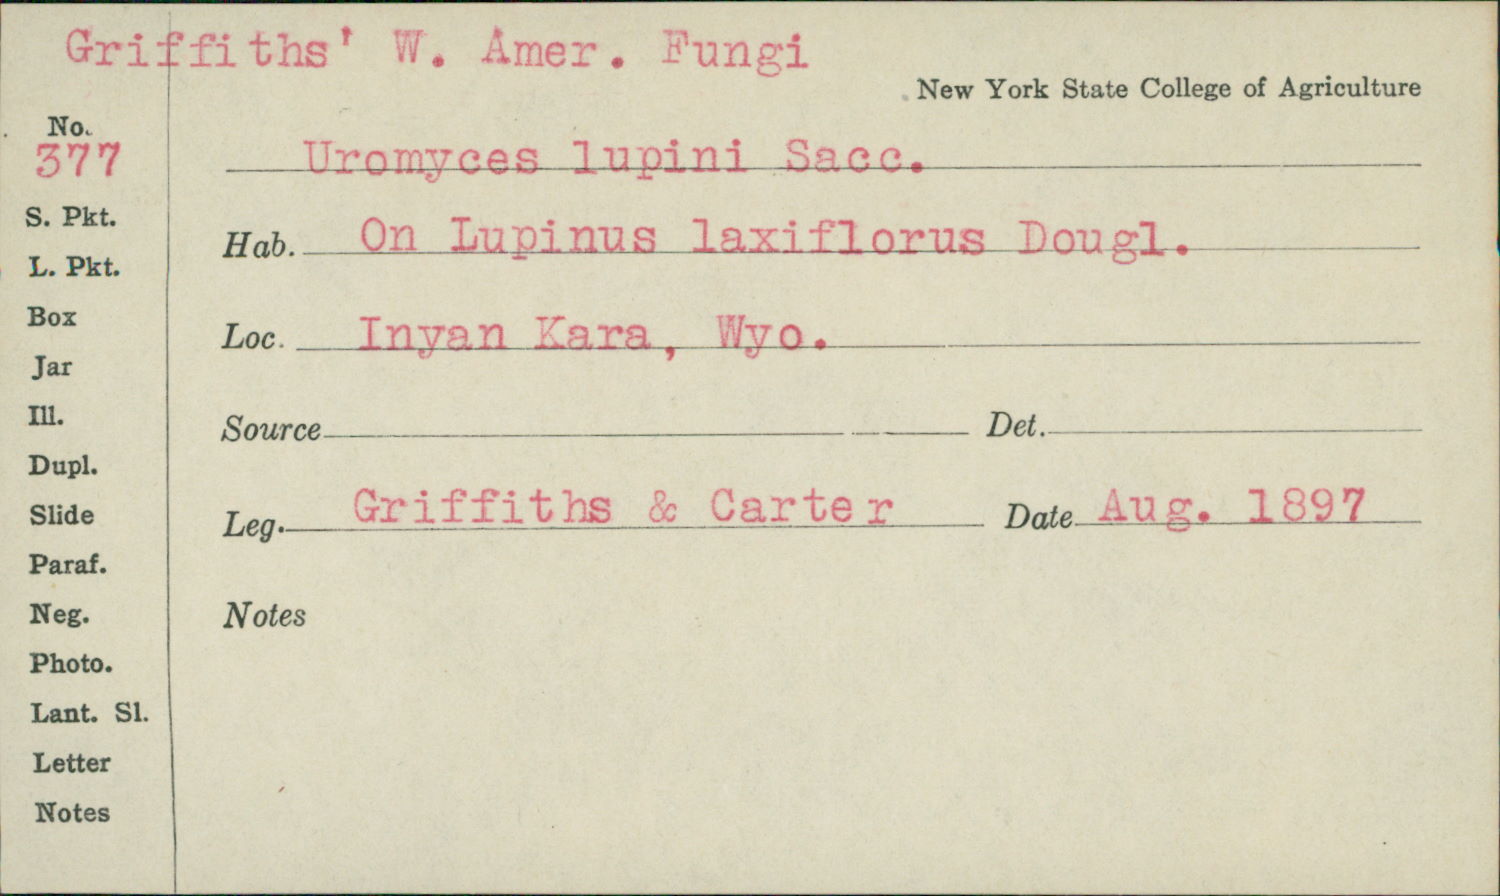 Griffiths' W. Amer. Fungi
New York State College of Agriculture
No.
377
Uromyces lupini Sacc.
S. Pkt.
Hab. On Lupinus laxiflorus Dougl.
L. Pkt.
Box
Loc. Inyan Kara, Wyo.
Jar
Ill.
Source Det.
Dupl.
Slide
Leg. Griffiths & Carter Date Aug. 1897
Paraf.
Neg.
Notes
Photo.
Lant. Sl.
Letter
Notes